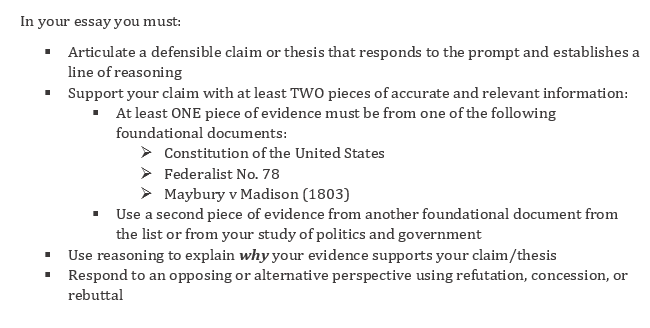 In your essay you must:
▪ Articulate a defensible claim or thesis that responds to the prompt and establishes a
line of reasoning
▪ Support your claim with at least TWO pieces of accurate and relevant information:
▪ At least ONE piece of evidence must be from one of the following
foundational documents:
➢ Constitution of the United States
➢ Federalist No. 78
➢ Maybury v Madison (1803)
▪ Use a second piece of evidence from another foundational document from
the list or from your study of politics and government
▪ Use reasoning to explain why your evidence supports your claim/thesis
▪ Respond to an opposing or alternative perspective using refutation, concession, or
rebuttal